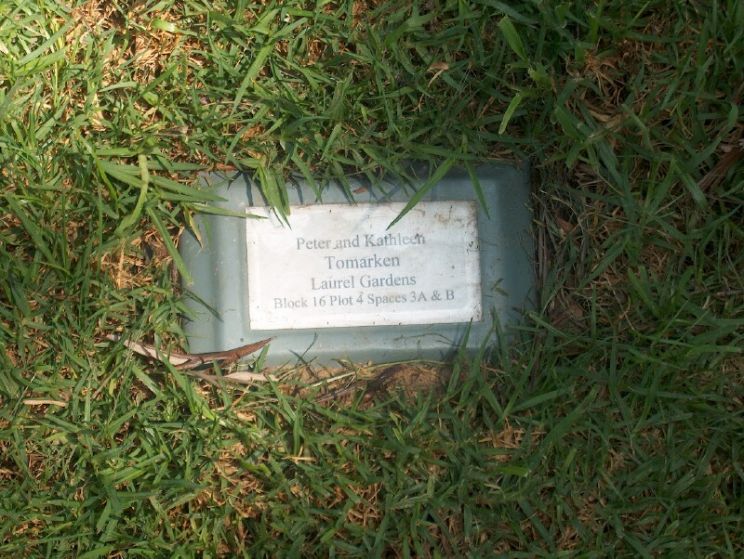 Peter and Kathleen
Tomarken
Laurel Gardens
Block 16 Plot 4 Spaces 3A & B